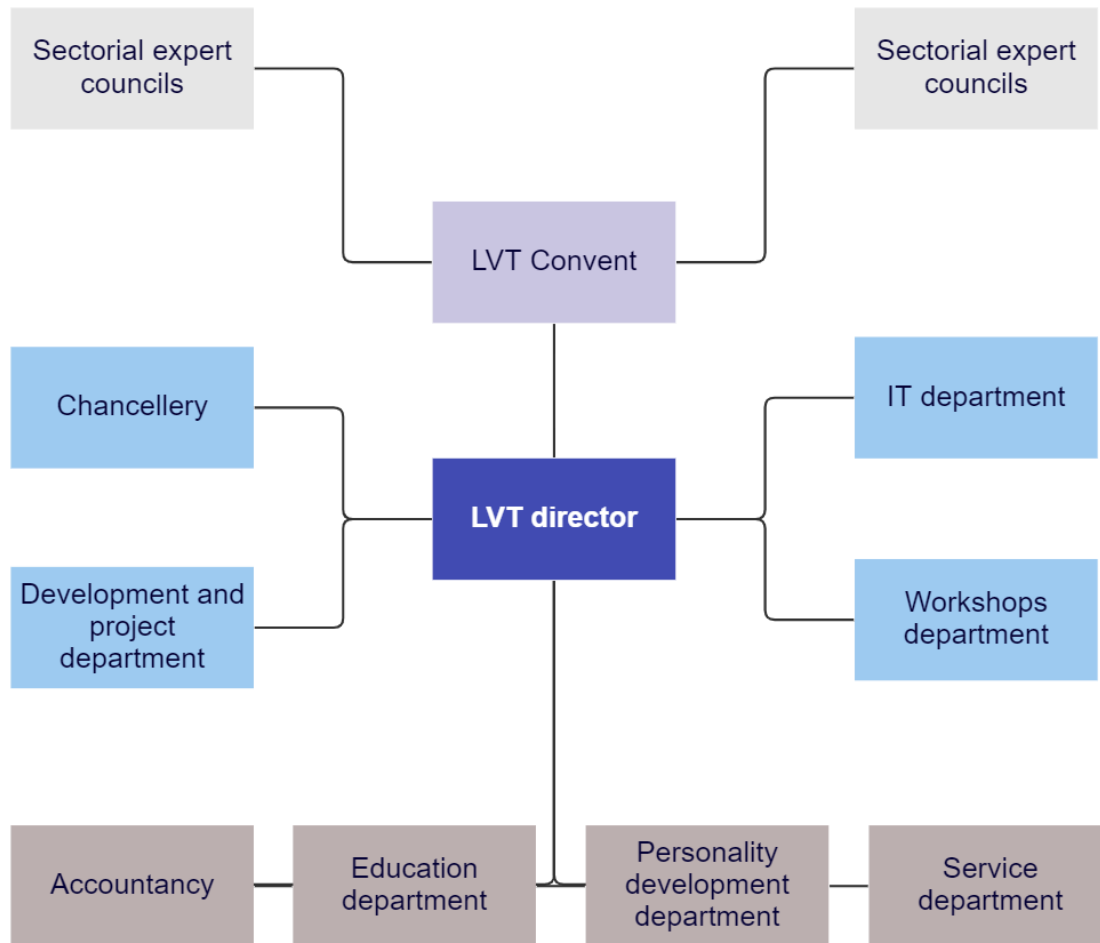 Sectorial expert
councils
Sectorial expert
councils
LVT Convent
Chancellery
IT department
LVT director
Development and
project
department
Workshops
department
Accountancy
Education
department
Personality
development
department
Service
department